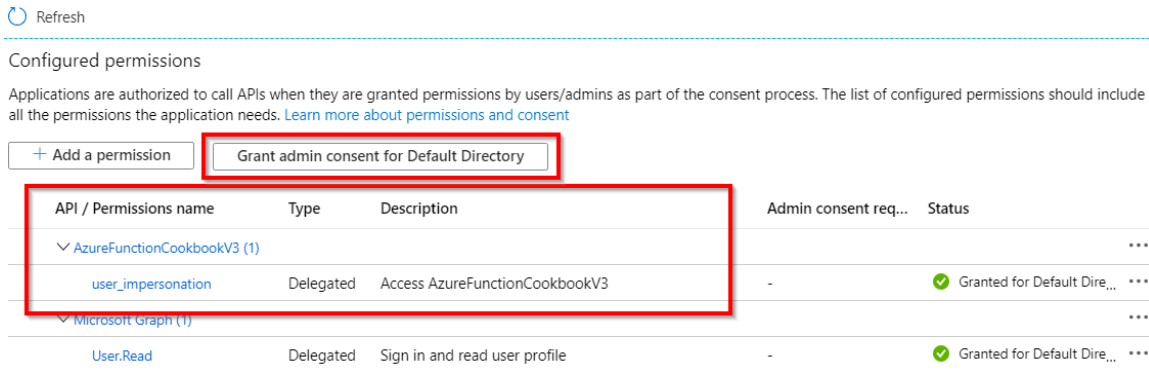 Refresh
Configured permissions
Applications are authorized to call APIs when they are granted permissions by users/admins as part of the consent process. The list of configured permissions should include
all the permissions the application needs. Learn more about permissions and consent
+ Add a permission Grant admin consent for Default Directory
API / Permissions name Type Description Admin consent req... Status
AzureFunctionCookbookV3 (1) ...
user_impersonation Delegated Access AzureFunctionCookbookV3 - Granted for Default Dire... ...
Microsoft Graph (1) ...
User.Read Delegated Sign in and read user profile - Granted for Default Dire... ...